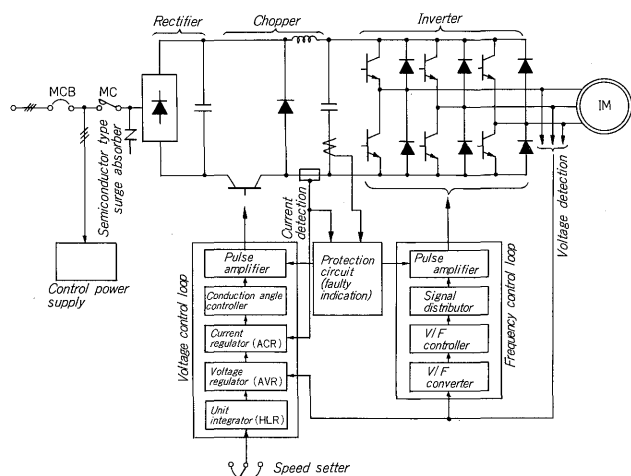 Rectifier
Chopper
Inverter
MCB
MC
IM
Semiconductor type
surge absorber
Current
detection
Voltage detection
Control power
supply
Voltage control loop
Pulse
amplifier
Conduction angle
controller
Current
regulator (ACR)
Voltage
regulator (AVR)
Unit
integrator (HLR)
Protection
circuit
(faulty
indication)
Pulse
amplifier
Signal
distributor
V/F
controller
V/F
converter
Frequency control loop
Speed setter